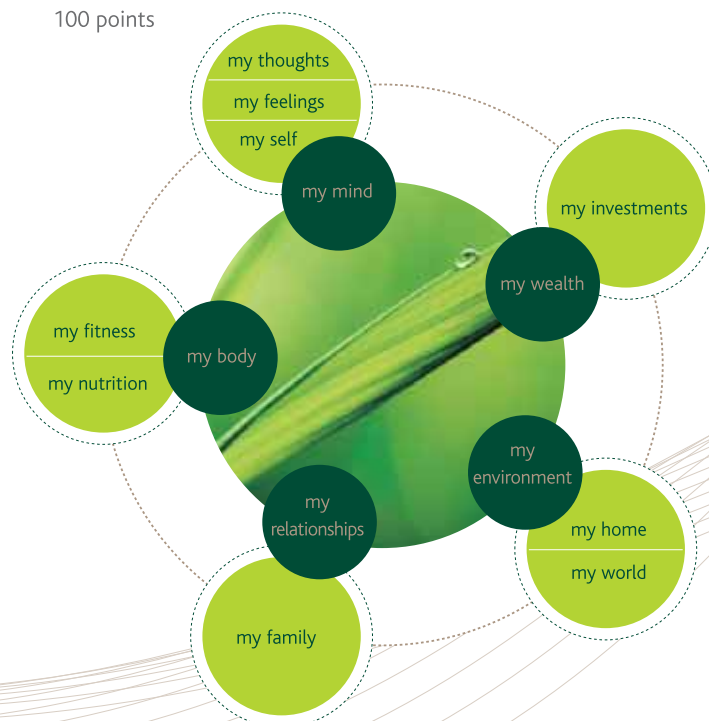 100 points
my thoughts
my feelings
my self
my mind
my investments
my wealth
my fitness
my nutrition
my body
my
environment
my home
my world
my
relationships
my family